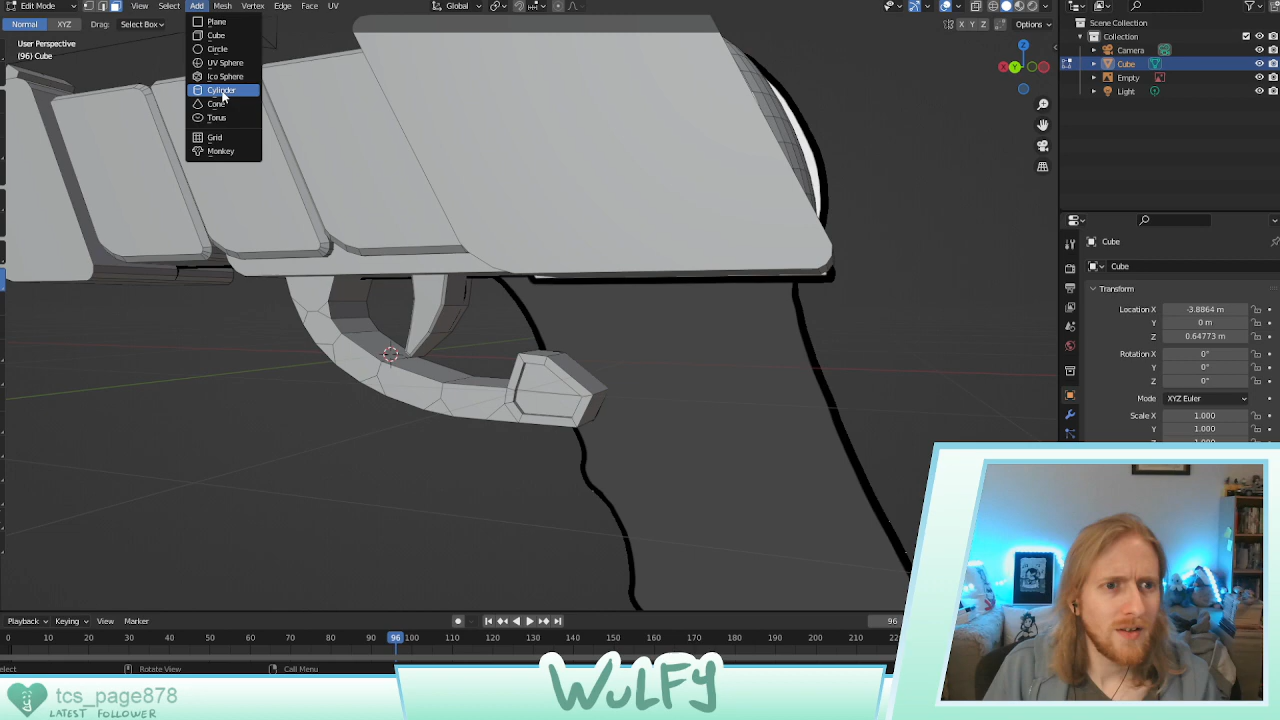 Edit Mode View Select Add Mesh Vertex Edge Face UV Global Options
Normal XYZ Drag: Select Box X Y Z
User Perspective
(96) Cube
Plane
Cube
Circle
UV Sphere
Ico Sphere
Cylinder
Cone
Torus
Grid
Monkey
Z
X Y
Scene Collection
Collection
Camera
Cube
Empty
Light
Cube
Cube
Transform
Location X -3.8864 m
Y 0 m
Z 0.64773 m
Rotation X 0°
Y 0°
Z 0°
Mode XYZ Euler
Scale X 1.000
Y 1.000
Playback Keying View Marker 96
0 10 20 30 40 50 60 70 80 90 96 100 110 120 130 140 150 160 170 180 190 200 210
elect Rotate View Call Menu
tcs_page878
LATEST FOLLOWER
WULFY